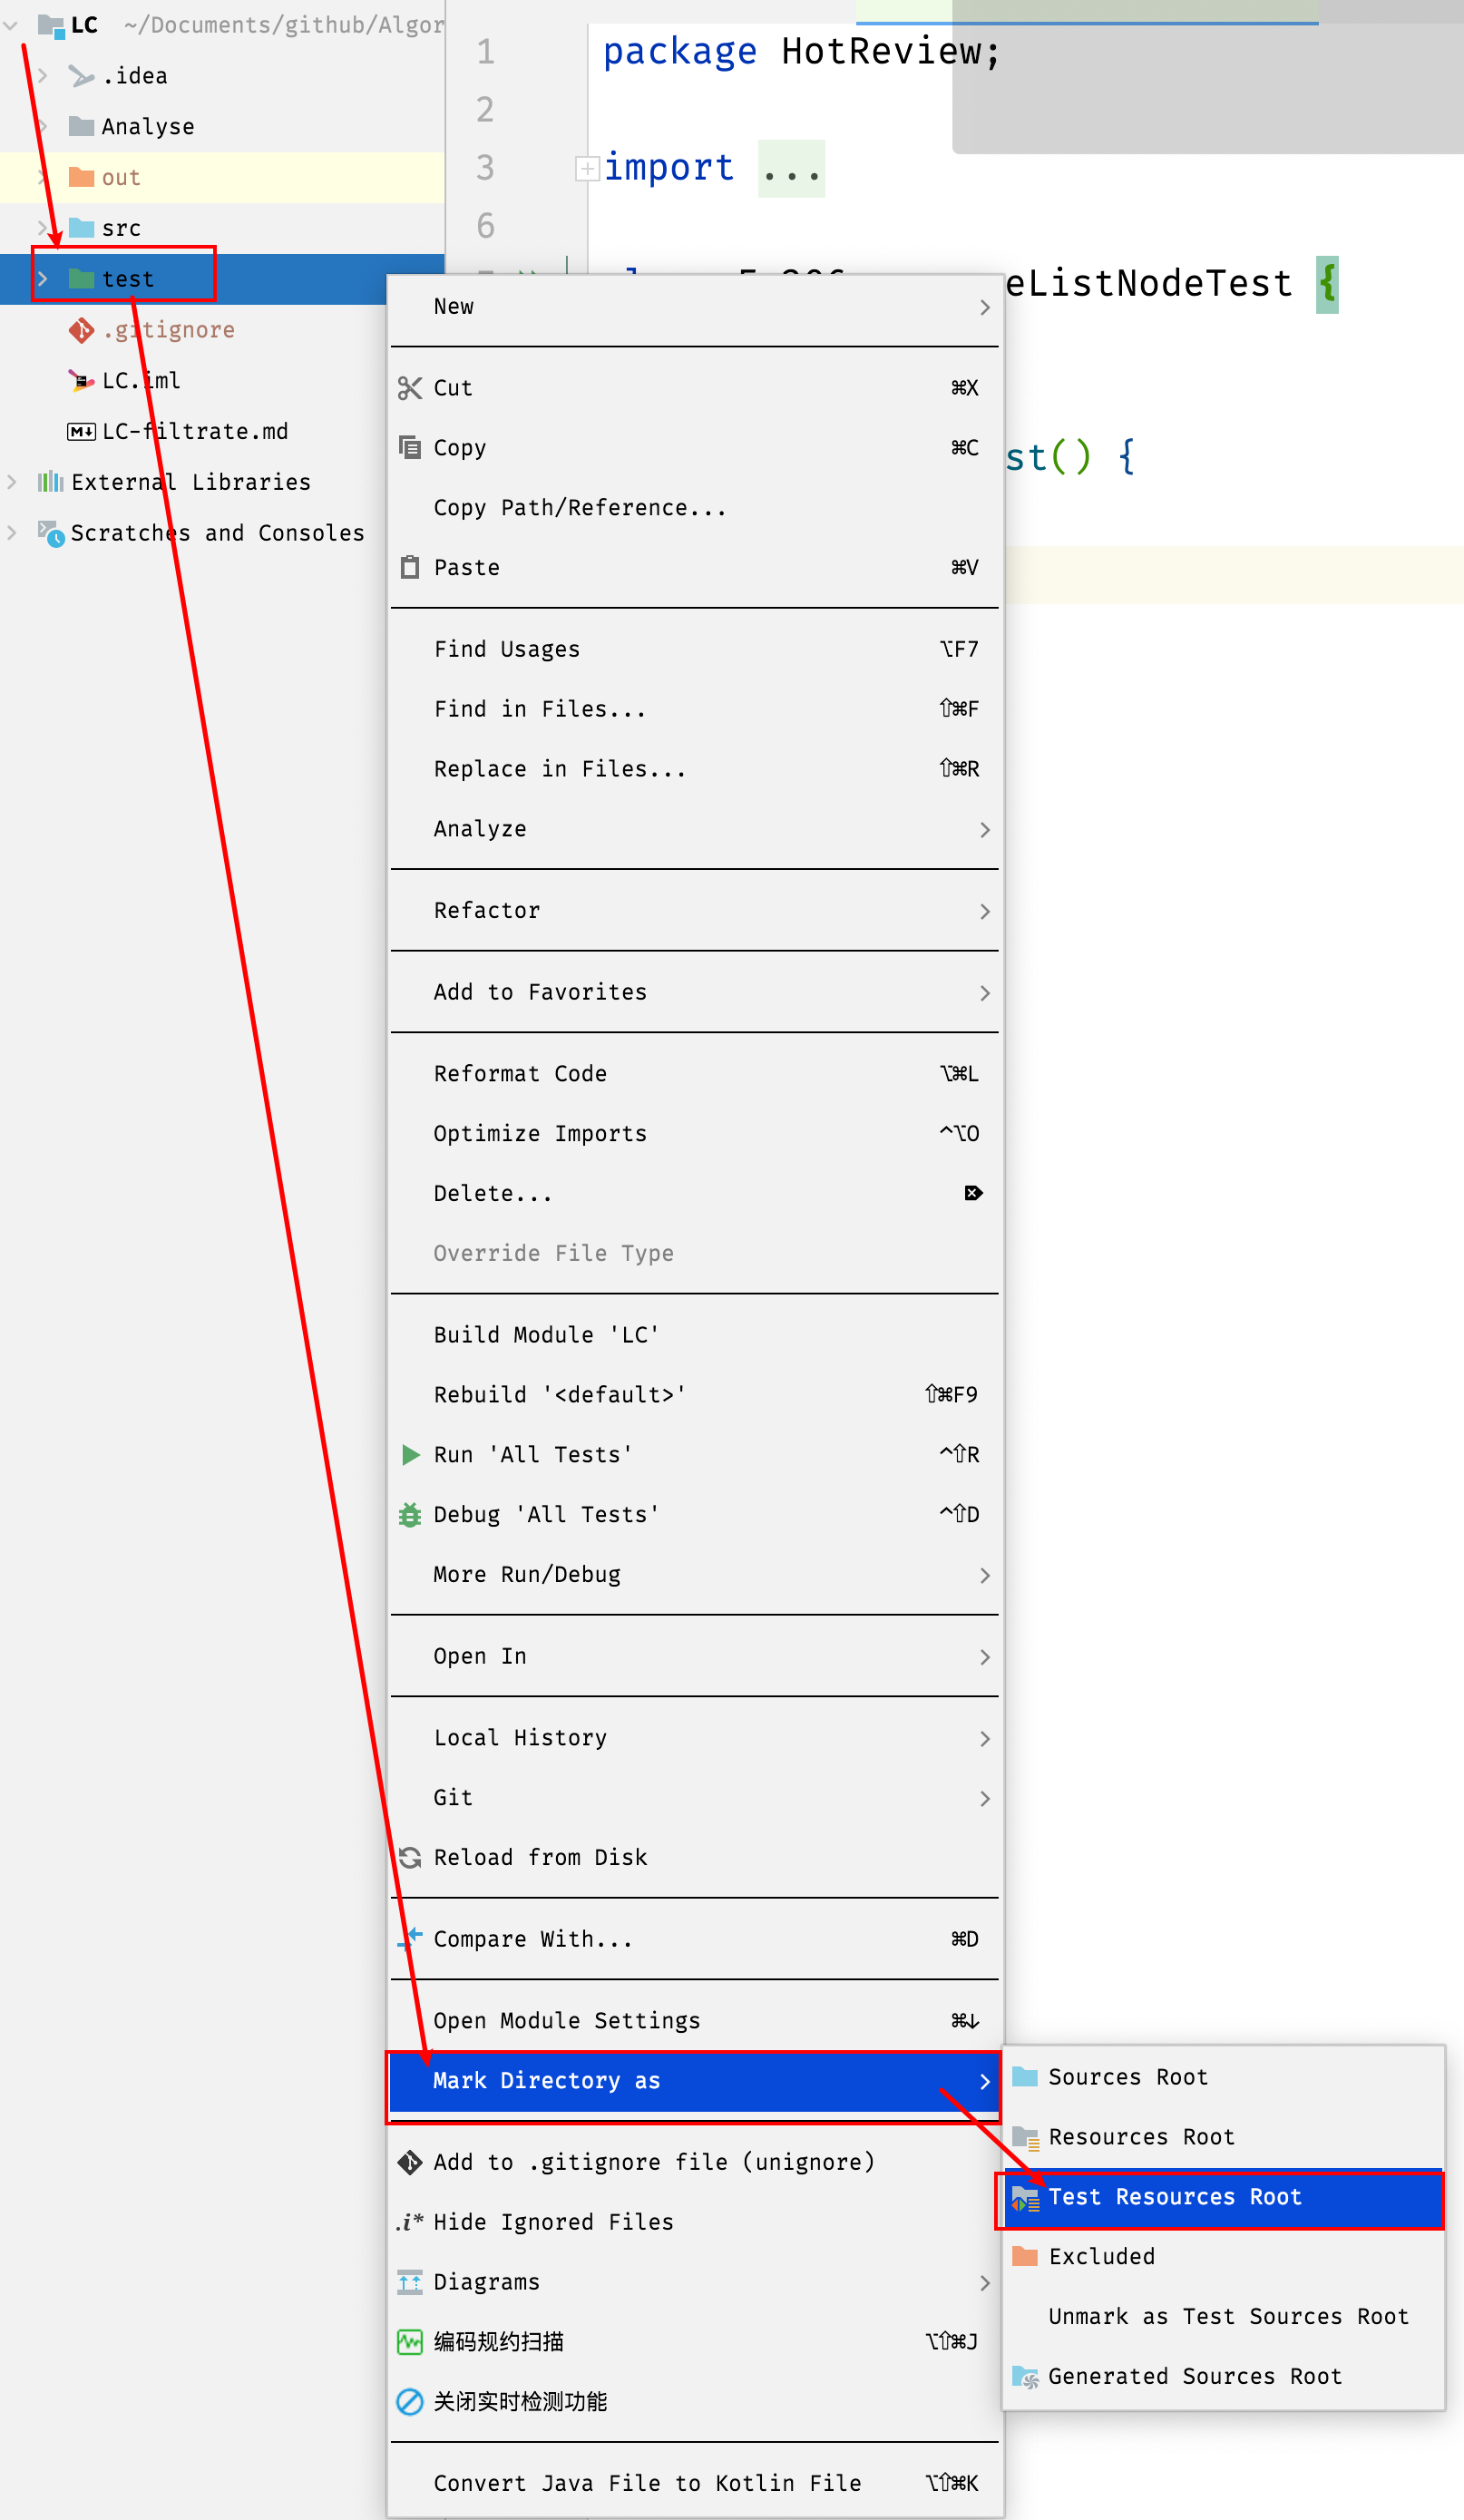 LC ~/Documents/github/Algor
.idea
Analyse
out
src
test
.gitignore
LC.iml
LC-filtrate.md
External Libraries
Scratches and Consoles
1 package HotReview;
2
3 import ...
6
eListNodeTest {
st() {
New
Cut ⌘X
Copy ⌘C
Copy Path/Reference...
Paste ⌘V
Find Usages ⌥F7
Find in Files... ⇧⌘F
Replace in Files... ⇧⌘R
Analyze
Refactor
Add to Favorites
Reformat Code ⌥⌘L
Optimize Imports ^⌥O
Delete... ⌦
Override File Type
Build Module 'LC'
Rebuild '<default>' ⇧⌘F9
Run 'All Tests' ^⇧R
Debug 'All Tests' ^⇧D
More Run/Debug
Open In
Local History
Git
Reload from Disk
Compare With... ⌘D
Open Module Settings ⌘↓
Mark Directory as
Add to .gitignore file (unignore)
Hide Ignored Files
Diagrams
编码规约扫描 ⌥⇧⌘J
关闭实时检测功能
Convert Java File to Kotlin File ⌥⇧⌘K
Sources Root
Resources Root
Test Resources Root
Excluded
Unmark as Test Sources Root
Generated Sources Root